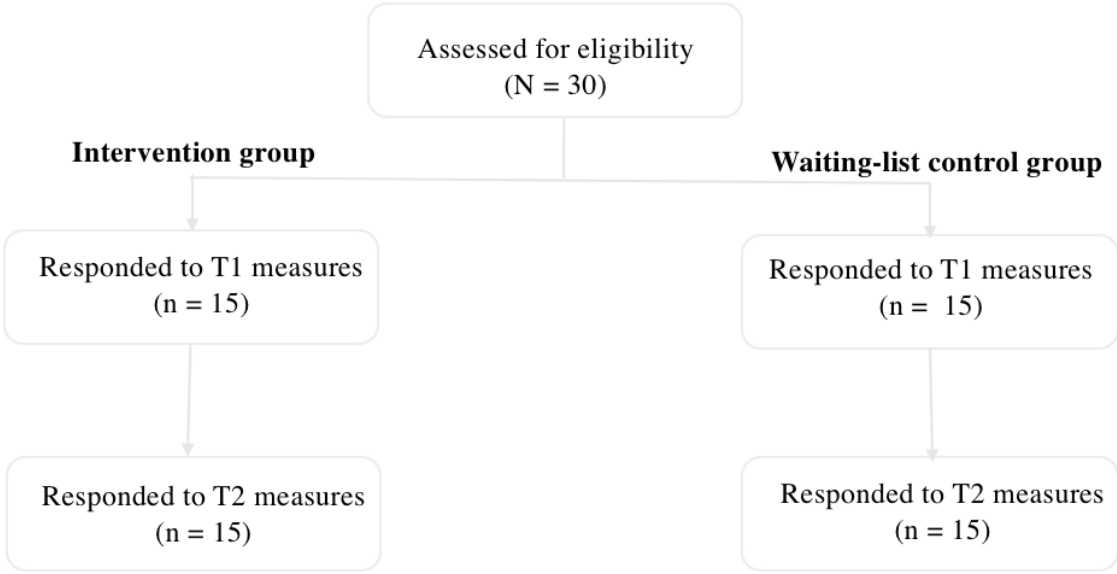 Assessed for eligibility
(N = 30)
Intervention group
Waiting-list control group
Responded to T1 measures
(n = 15)
Responded to T1 measures
(n =  15)
Responded to T2 measures
(n = 15)
Responded to T2 measures
(n = 15)